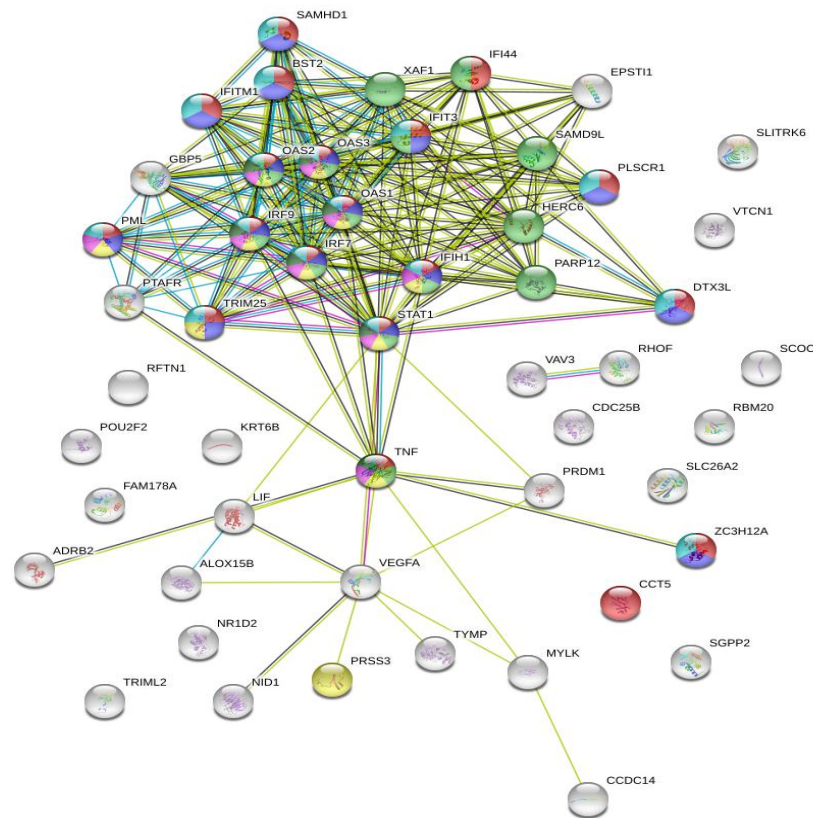 SAMHD1
IFI44
BST2
XAF1
EPSTI1
IFITM1
IFIT3
SLITRK6
OAS3
SAMD9L
GBP5
OAS2
PLSCR1
OAS1
VTCN1
PML
IRF9
HERC6
IRF7
IFIH1
PARP12
PTAFR
DTX3L
TRIM25
STAT1
RFTN1
VAV3
RHOF
SCOC
POU2F2
KRT6B
CDC25B
RBM20
TNF
PRDM1
SLC26A2
FAM178A
LIF
ZC3H12A
ADRB2
ALOX15B
VEGFA
CCT5
NR1D2
TYMP
SGPP2
PRSS3
MYLK
TRIML2
NID1
CCDC14